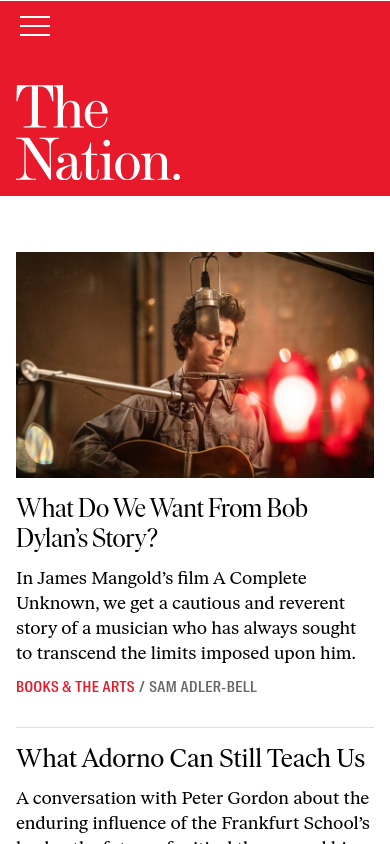 The
Nation.
What Do We Want From Bob
Dylan's Story?
In James Mangold's film A Complete
Unknown, we get a cautious and reverent
story of a musician who has always sought
to transcend the limits imposed upon him.
BOOKS & THE ARTS / SAM ADLER-BELL
What Adorno Can Still Teach Us
A conversation with Peter Gordon about the
enduring influence of the Frankfurt School's